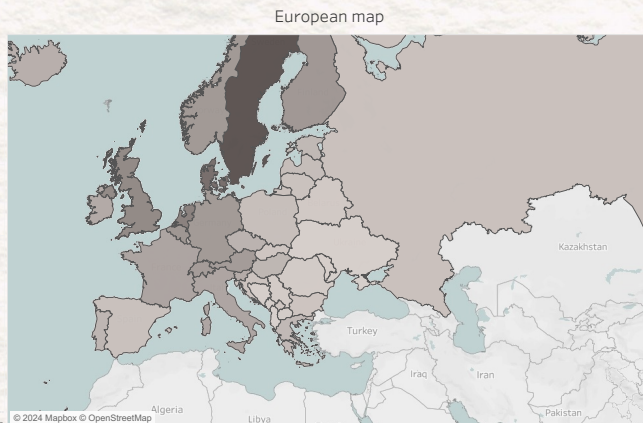 European map
Kazakhstan
Turkey
Iraq
Iran
Algeria
Libya
Pakistan
© 2024 Mapbox © OpenStreetMap